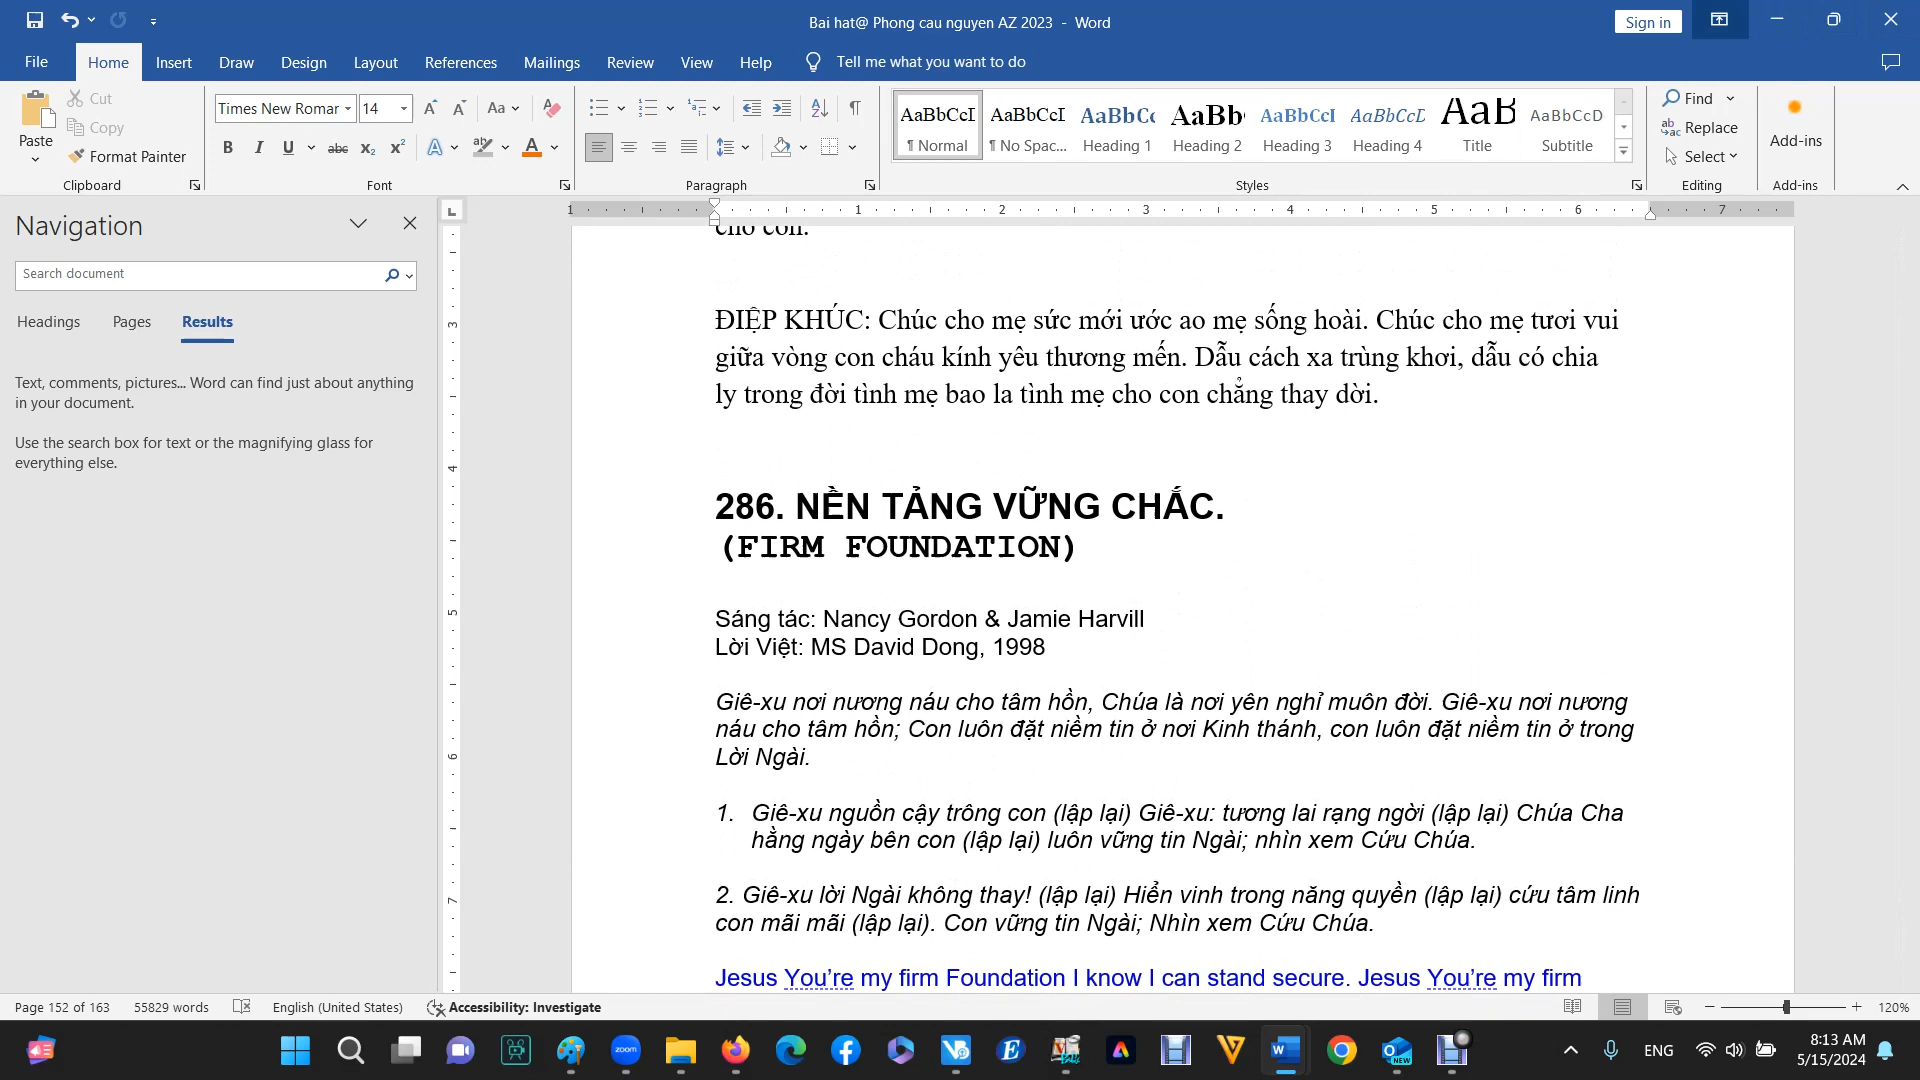 Bai hat@ Phong cau nguyen AZ 2023 - Word
Sign in
File Home Insert Draw Design Layout References Mailings Review View Help Tell me what you want to do
Paste
Cut
Copy
Format Painter
Clipboard
Times New Roman 14
Font
Paragraph
AaBbCcI AaBbCcI AaBbCc AaBb AaBbCcI AaBbCcD AaB AaBbCcD
¶ Normal ¶ No Spac... Heading 1 Heading 2 Heading 3 Heading 4 Title Subtitle
Styles
Find
Replace
Select
Editing
Add-ins
Add-ins
Navigation
Search document
Headings Pages Results
Text, comments, pictures... Word can find just about anything
in your document.
Use the search box for text or the magnifying glass for
everything else.
1 1 2 3 4 5 6 7
3
4
5
6
7
cho con.
ĐIỆP KHÚC: Chúc cho mẹ sức mới ước ao mẹ sống hoài. Chúc cho mẹ tươi vui
giữa vòng con cháu kính yêu thương mến. Dẫu cách xa trùng khơi, dẫu có chia
ly trong đời tình mẹ bao la tình mẹ cho con chẳng thay dời.
286. NỀN TẢNG VỮNG CHẮC.
(FIRM FOUNDATION)
Sáng tác: Nancy Gordon & Jamie Harvill
Lời Việt: MS David Dong, 1998
Giê-xu nơi nương náu cho tâm hồn, Chúa là nơi yên nghỉ muôn đời. Giê-xu nơi nương
náu cho tâm hồn; Con luôn đặt niềm tin ở nơi Kinh thánh, con luôn đặt niềm tin ở trong
Lời Ngài.
1. Giê-xu nguồn cậy trông con (lập lại) Giê-xu: tương lai rạng ngời (lập lại) Chúa Cha
hằng ngày bên con (lập lại) luôn vững tin Ngài; nhìn xem Cứu Chúa.
2. Giê-xu lời Ngài không thay! (lập lại) Hiển vinh trong năng quyền (lập lại) cứu tâm linh
con mãi mãi (lập lại). Con vững tin Ngài; Nhìn xem Cứu Chúa.
Jesus You’re my firm Foundation I know I can stand secure. Jesus You’re my firm
Page 152 of 163 55829 words English (United States) Accessibility: Investigate 120%
zoom
ENG
8:13 AM
5/15/2024